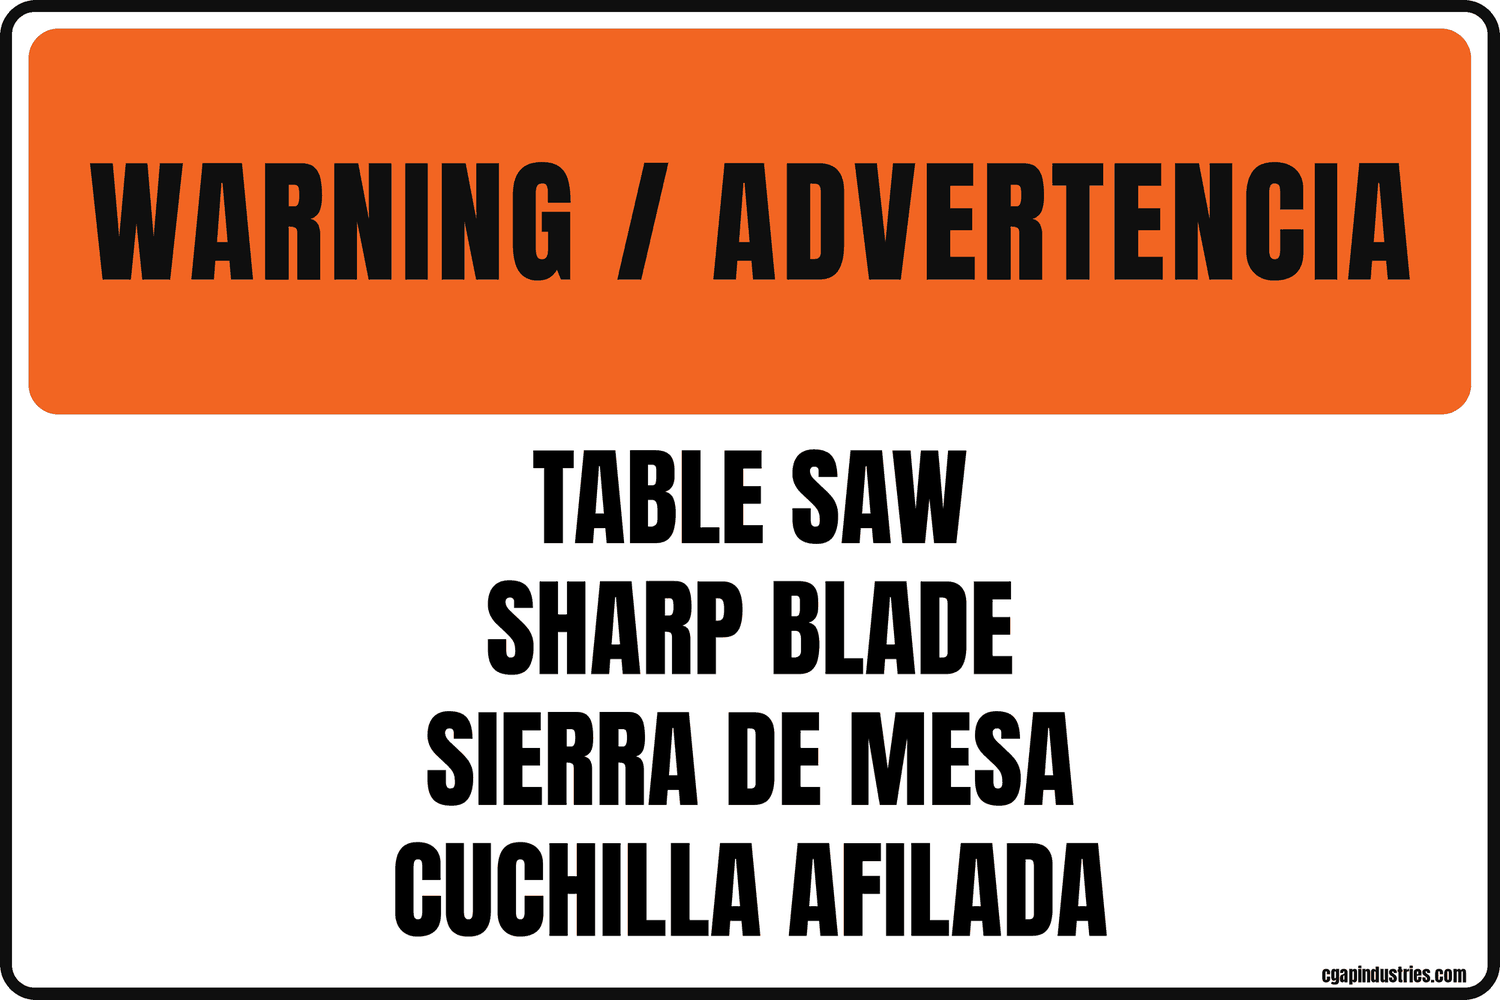 WARNING / ADVERTENCIA
TABLE SAW
SHARP BLADE
SIERRA DE MESA
CUCHILLA AFILADA
cgapindustries.com